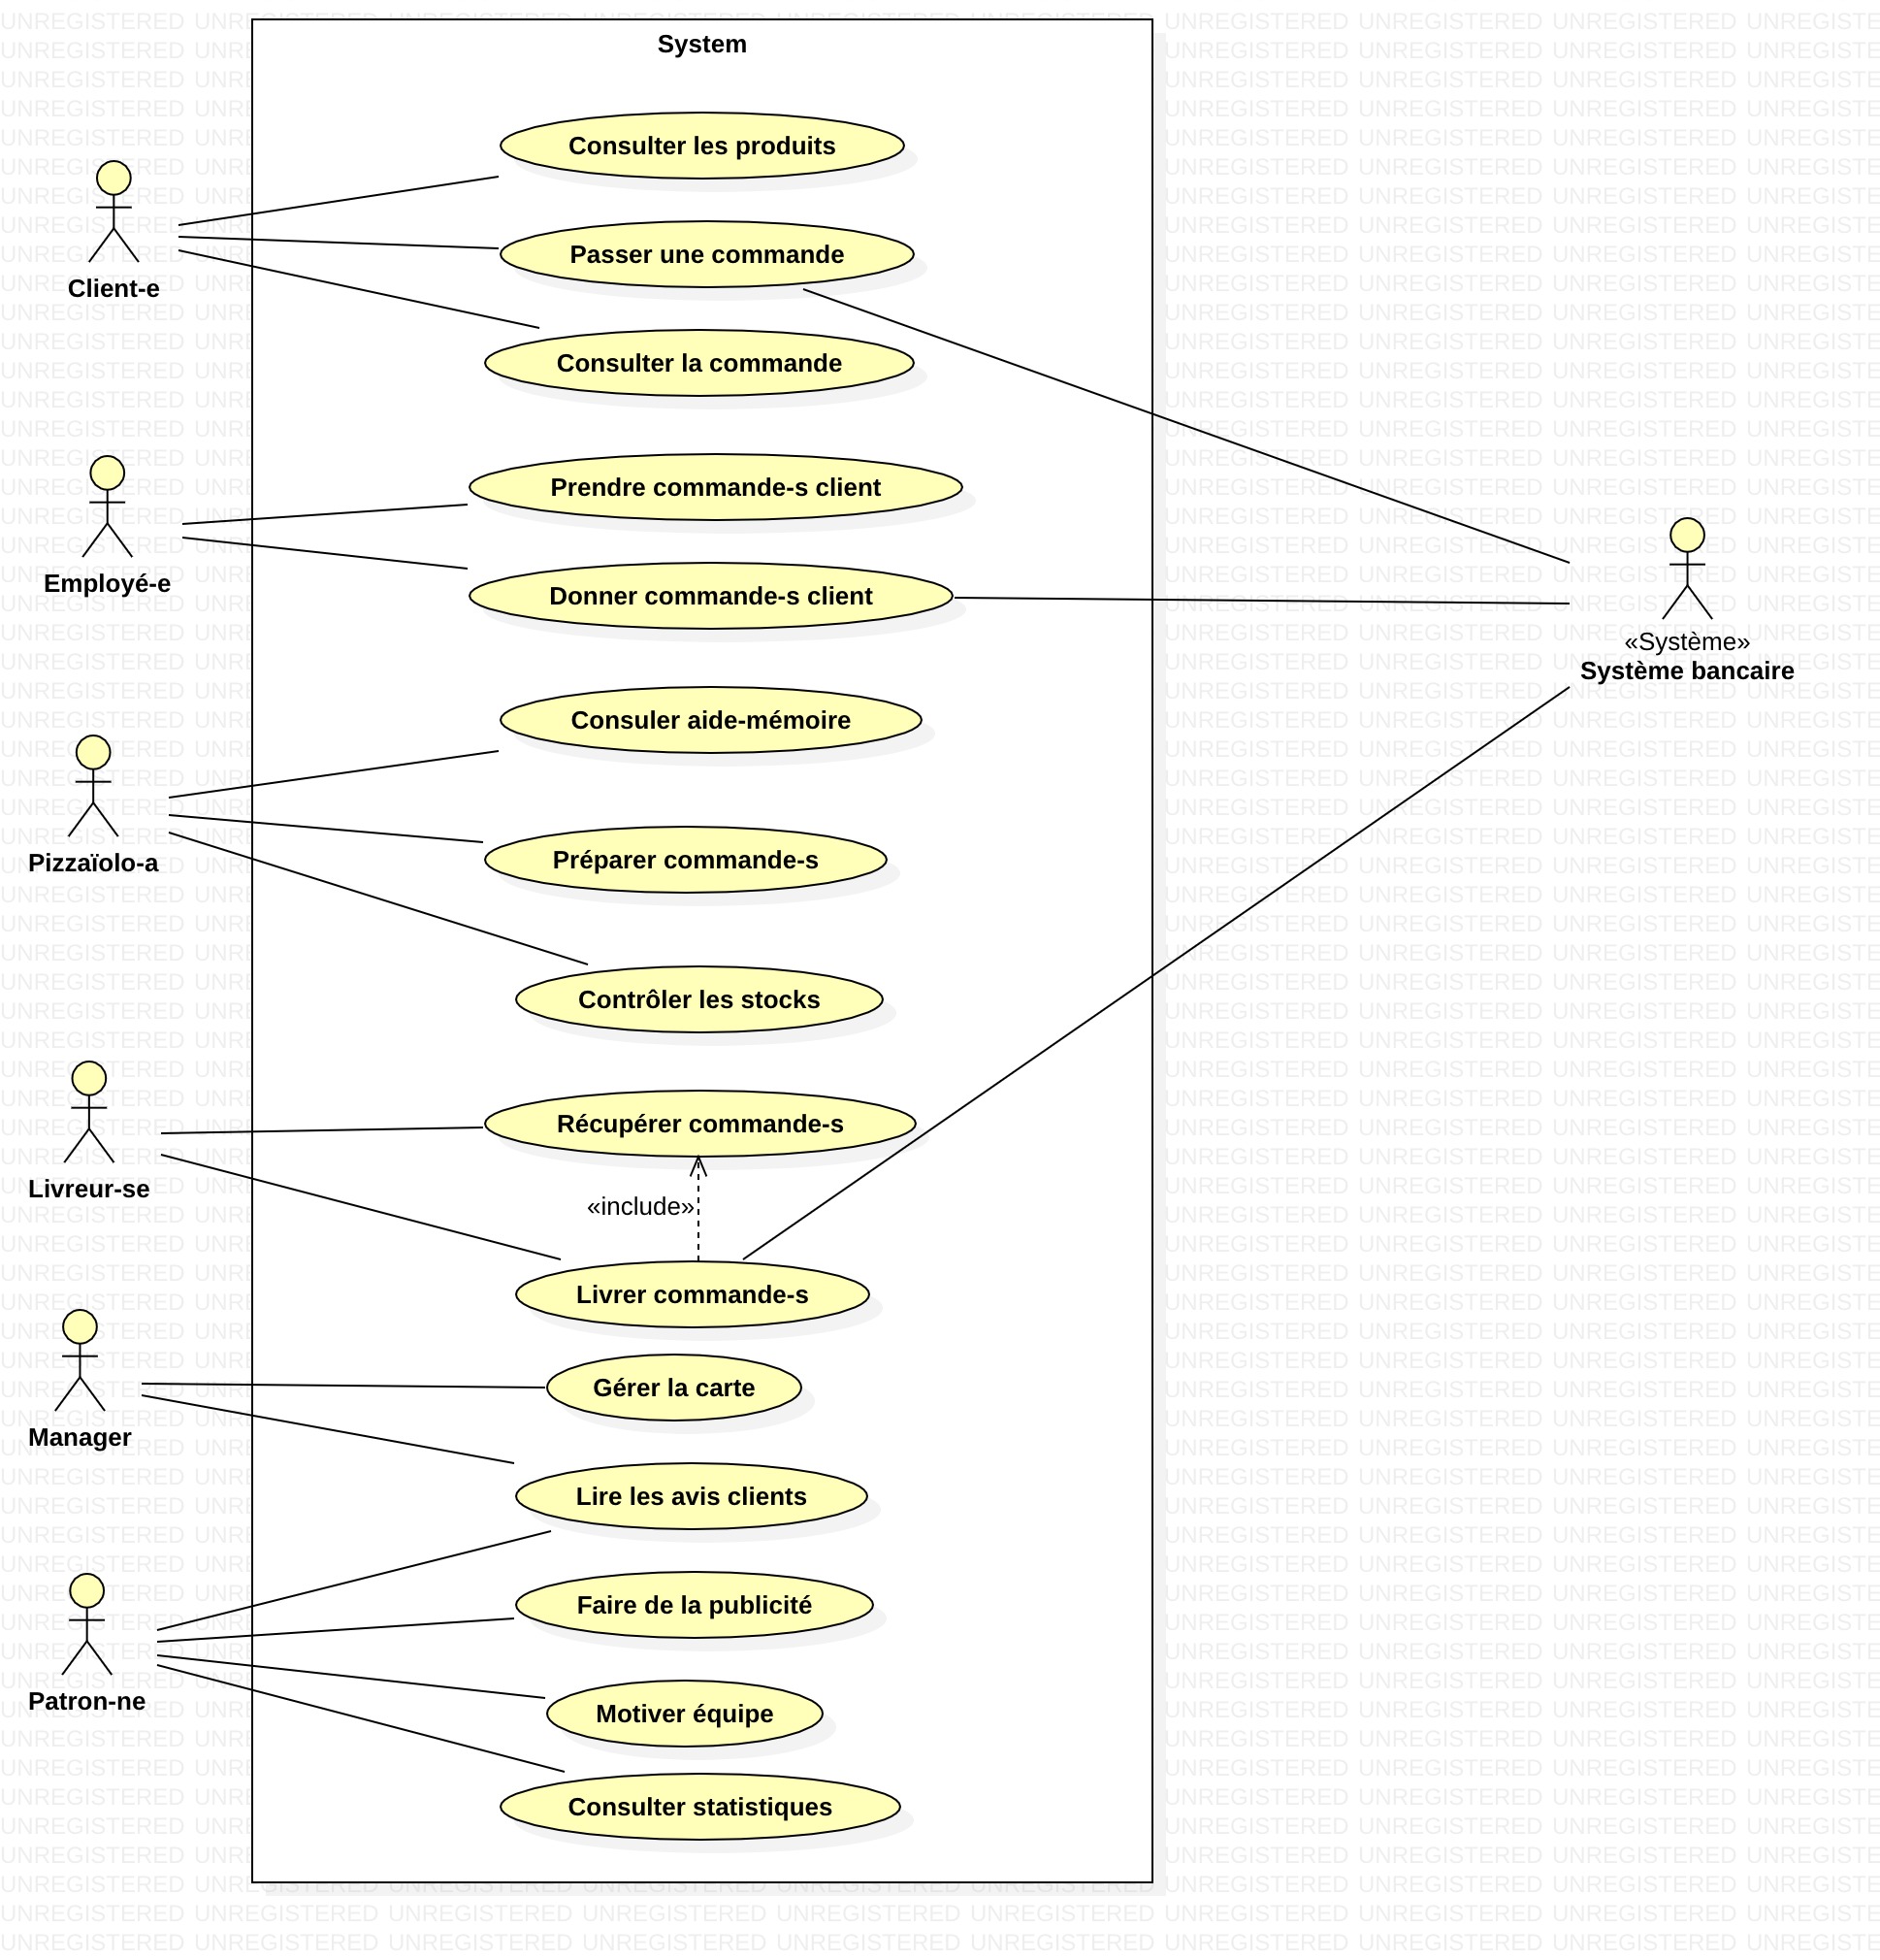 System
Consulter les produits
Passer une commande
Client-e
Consulter la commande
Prendre commande-s client
Employé-e
Donner commande-s client
«Système»
Système bancaire
Consuler aide-mémoire
Préparer commande-s
Pizzaïolo-a
Contrôler les stocks
Récupérer commande-s
Livreur-se
«include»
Livrer commande-s
Gérer la carte
Manager
Lire les avis clients
Faire de la publicité
Patron-ne
Motiver équipe
Consulter statistiques
UNREGISTERED